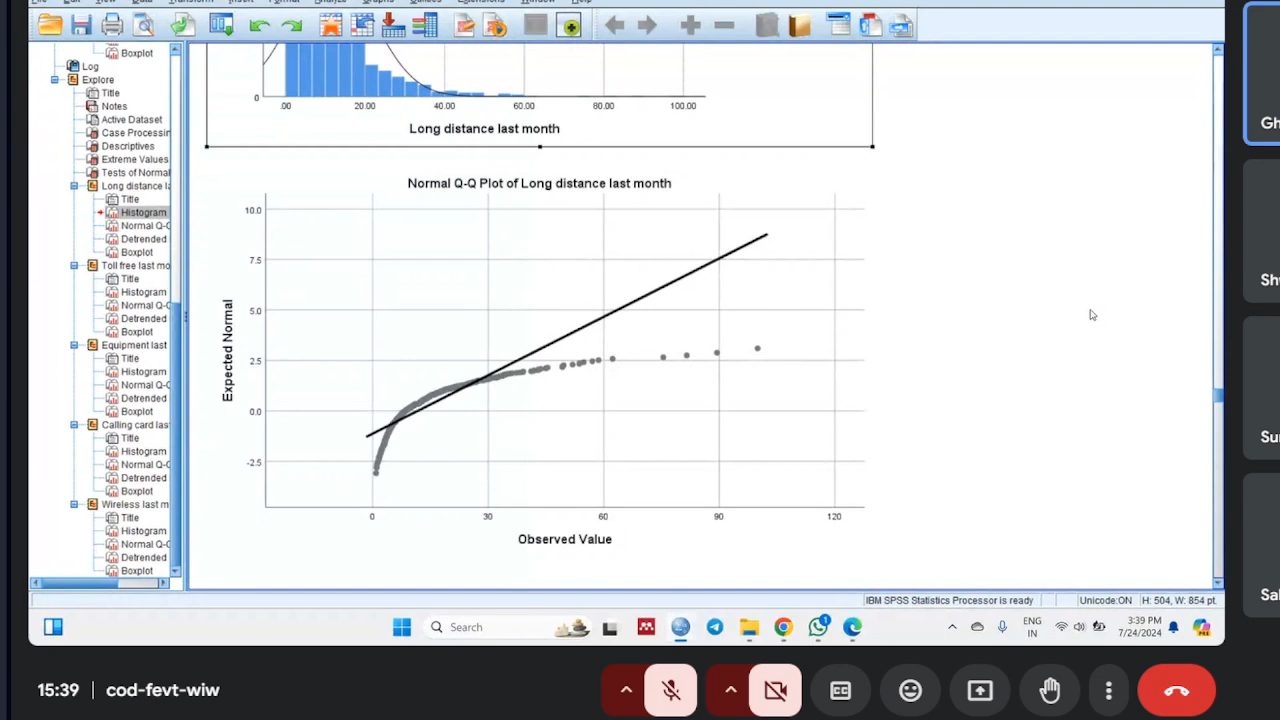 Boxplot
Log
Explore
Title
Notes
Active Dataset
Case Processin
Descriptives
Extreme Values
Tests of Normal
Long distance la
Title
Histogram
Normal Q-Q
Detrended
Boxplot
Toll free last mo
Title
Histogram
Normal Q-Q
Detrended
Boxplot
Equipment last
Title
Histogram
Normal Q-Q
Detrended
Boxplot
Calling card last
Title
Histogram
Normal Q-Q
Detrended
Boxplot
Wireless last m
Title
Histogram
Normal Q-Q
Detrended
Boxplot
0
.00 20.00 40.00 60.00 80.00 100.00
Long distance last month
Normal Q-Q Plot of Long distance last month
Expected Normal
10.0
7.5
5.0
2.5
0.0
-2.5
0 30 60 90 120
Observed Value
IBM SPSS Statistics Processor is ready Unicode:ON H: 504, W: 854 pt.
Search
1
ENG
IN
3:39 PM
7/24/2024
15:39 cod-fevt-wiw
Gh
Sh
Su
Sal